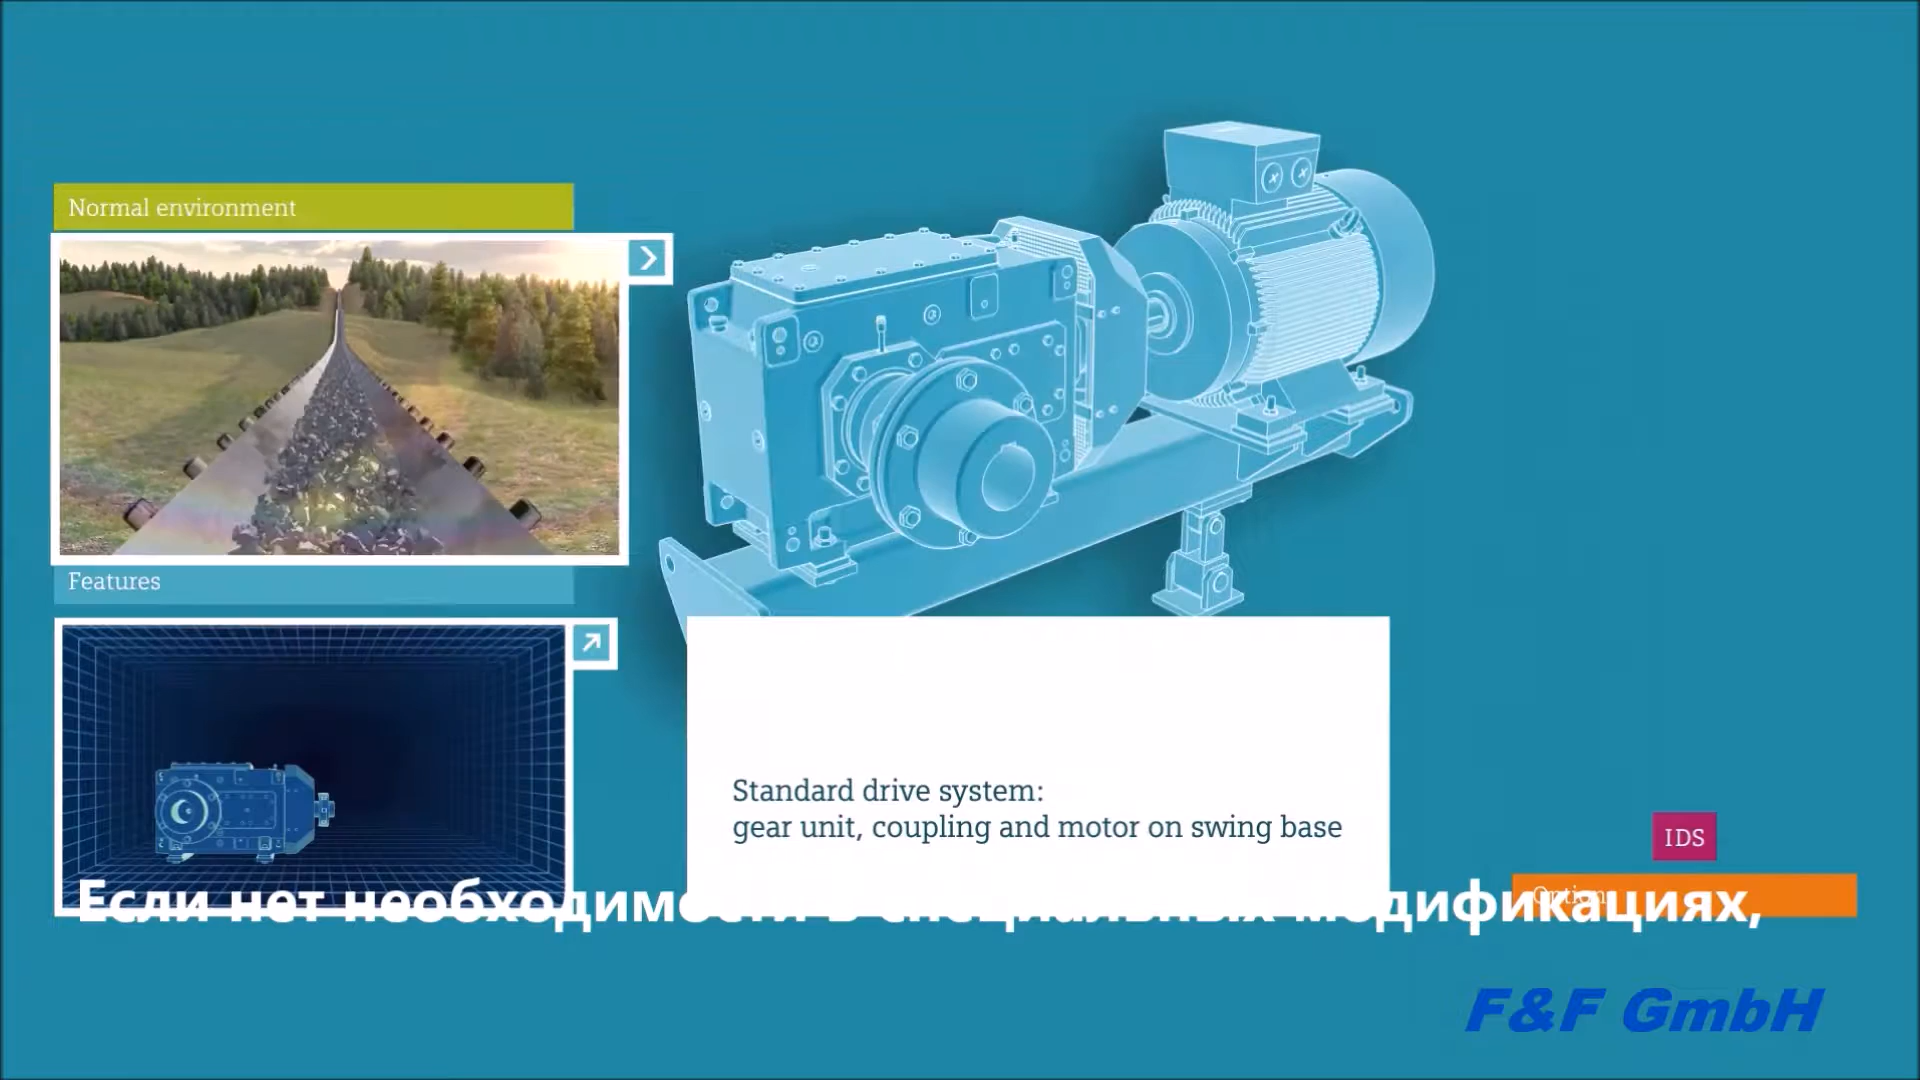 Normal environment
Features
Standard drive system:
gear unit, coupling and motor on swing base
IDS
Option
Если нет необходимости в специальных модификациях,
F&F GmbH